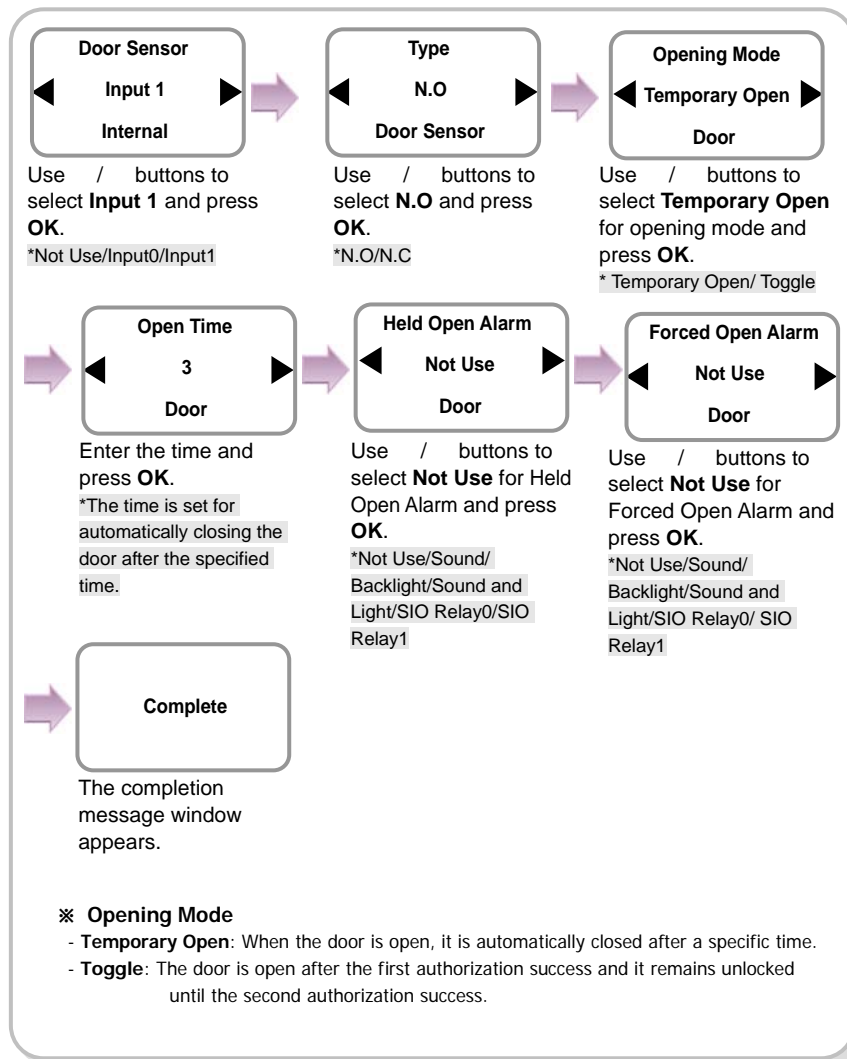 Door Sensor
Input 1
Internal
Use / buttons to
select Input 1 and press
OK.
*Not Use/Input0/Input1
Type
N.O
Door Sensor
Use / buttons to
select N.O and press
OK.
*N.O/N.C
Opening Mode
Temporary Open
Door
Use / buttons to
select Temporary Open
for opening mode and
press OK.
* Temporary Open/ Toggle
Open Time
3
Door
Enter the time and
press OK.
*The time is set for
automatically closing the
door after the specified
time.
Held Open Alarm
Not Use
Door
Use / buttons to
select Not Use for Held
Open Alarm and press
OK.
*Not Use/Sound/
Backlight/Sound and
Light/SIO Relay0/SIO
Relay1
Forced Open Alarm
Not Use
Door
Use / buttons to
select Not Use for
Forced Open Alarm and
press OK.
*Not Use/Sound/
Backlight/Sound and
Light/SIO Relay0/ SIO
Relay1
Complete
The completion
message window
appears.
※ Opening Mode
- Temporary Open: When the door is open, it is automatically closed after a specific time.
- Toggle: The door is open after the first authorization success and it remains unlocked
until the second authorization success.